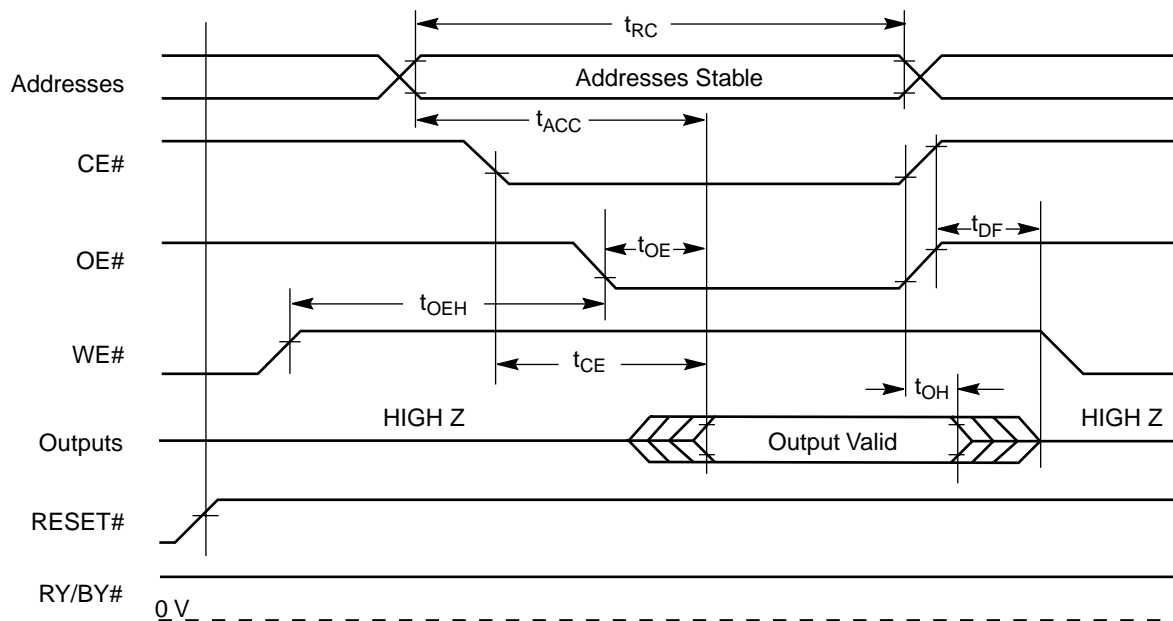 tRC
Addresses
Addresses Stable
tACC
CE#
tDF
tOE
OE#
tOEH
WE#
tCE
tOH
HIGH Z
HIGH Z
Outputs
Output Valid
RESET#
RY/BY#
0 V